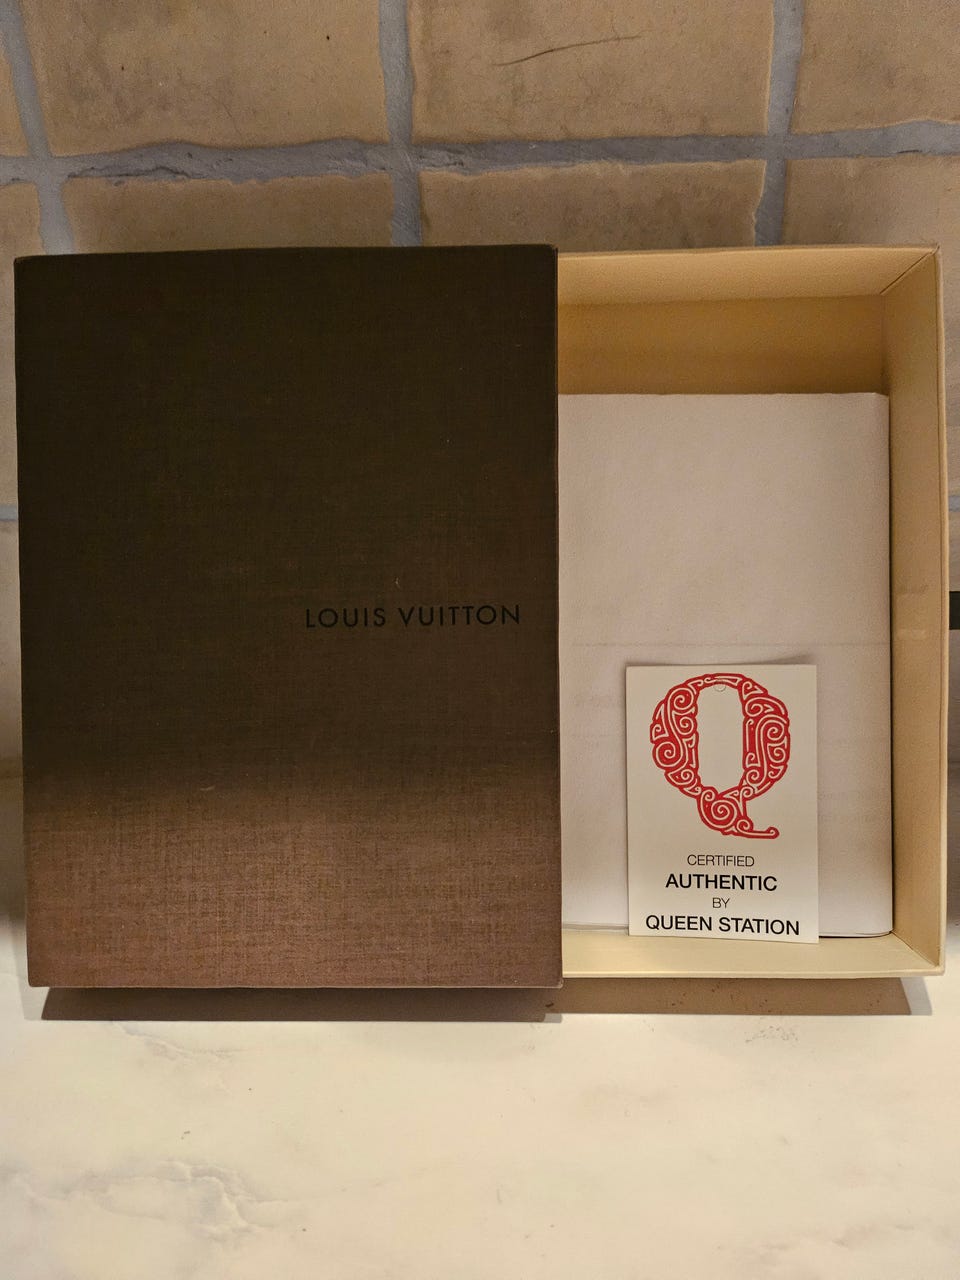 LOUIS VUITTON
Q
CERTIFIED
AUTHENTIC
BY
QUEEN STATION